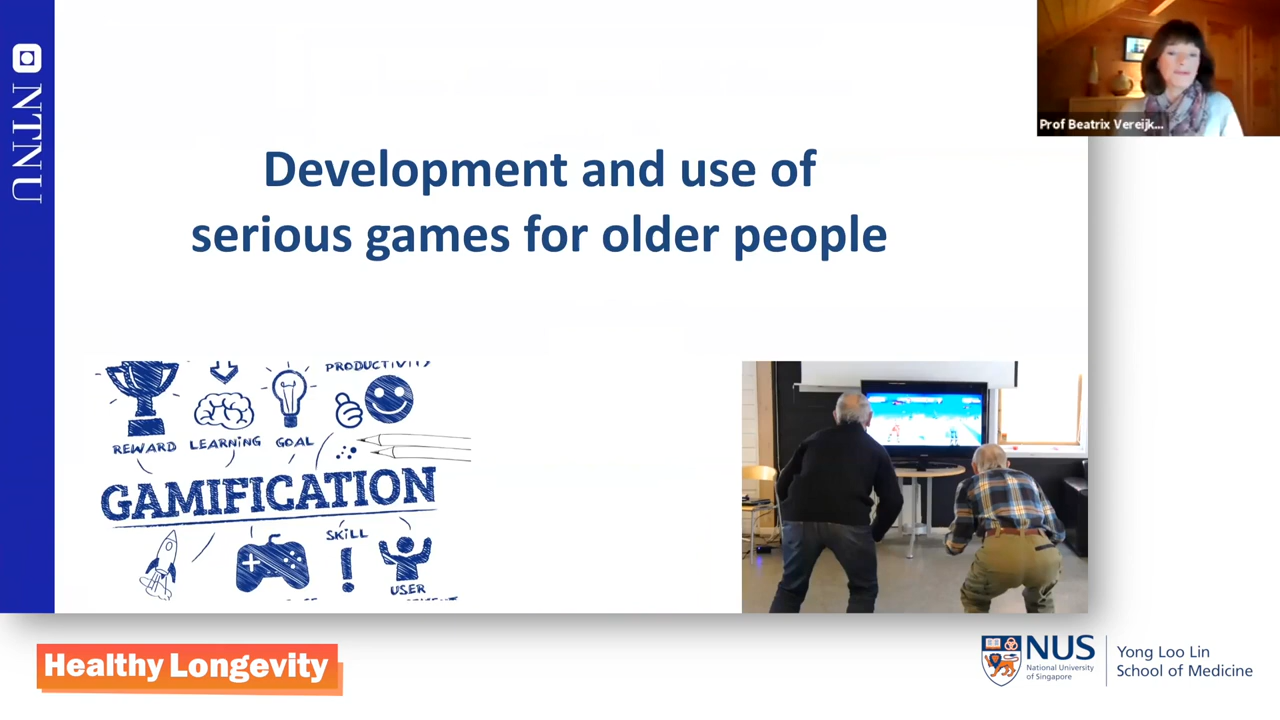 NTNU
Prof Beatrix Vereijk...
Development and use of
serious games for older people
PRODUCTIVITY
REWARD
LEARNING
GOAL
GAMIFICATION
SKILL
USER
Healthy Longevity
NUS
National University
of Singapore
Yong Loo Lin
School of Medicine